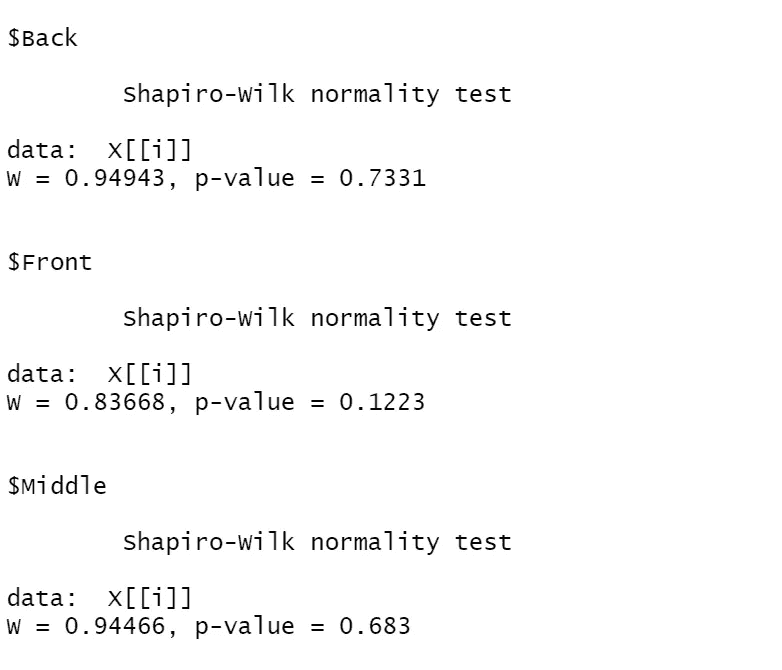 $Back
Shapiro-Wilk normality test
data:  X[[i]]
W = 0.94943, p-value = 0.7331
$Front
Shapiro-Wilk normality test
data:  X[[i]]
W = 0.83668, p-value = 0.1223
$Middle
Shapiro-Wilk normality test
data:  X[[i]]
W = 0.94466, p-value = 0.683